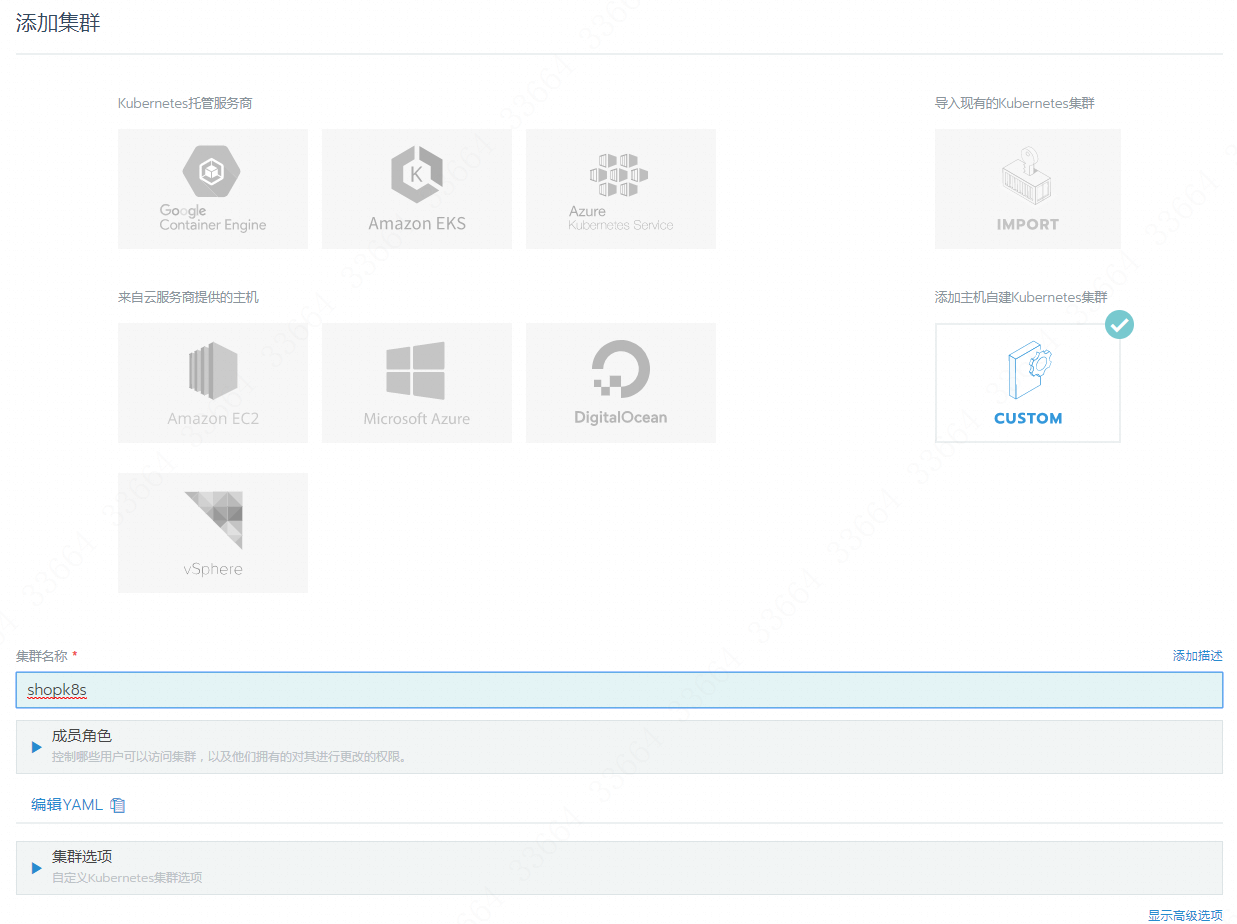 添加集群
Kubernetes托管服务商
导入现有的Kubernetes集群
Google
Container Engine
Amazon EKS
Azure
Kubernetes Service
IMPORT
来自云服务商提供的主机
添加主机自建Kubernetes集群
Amazon EC2
Microsoft Azure
DigitalOcean
CUSTOM
vSphere
集群名称 *
添加描述
shopk8s
成员角色
控制哪些用户可以访问集群，以及他们拥有的对其进行更改的权限。
编辑YAML
集群选项
自定义Kubernetes集群选项
显示高级选项
33664